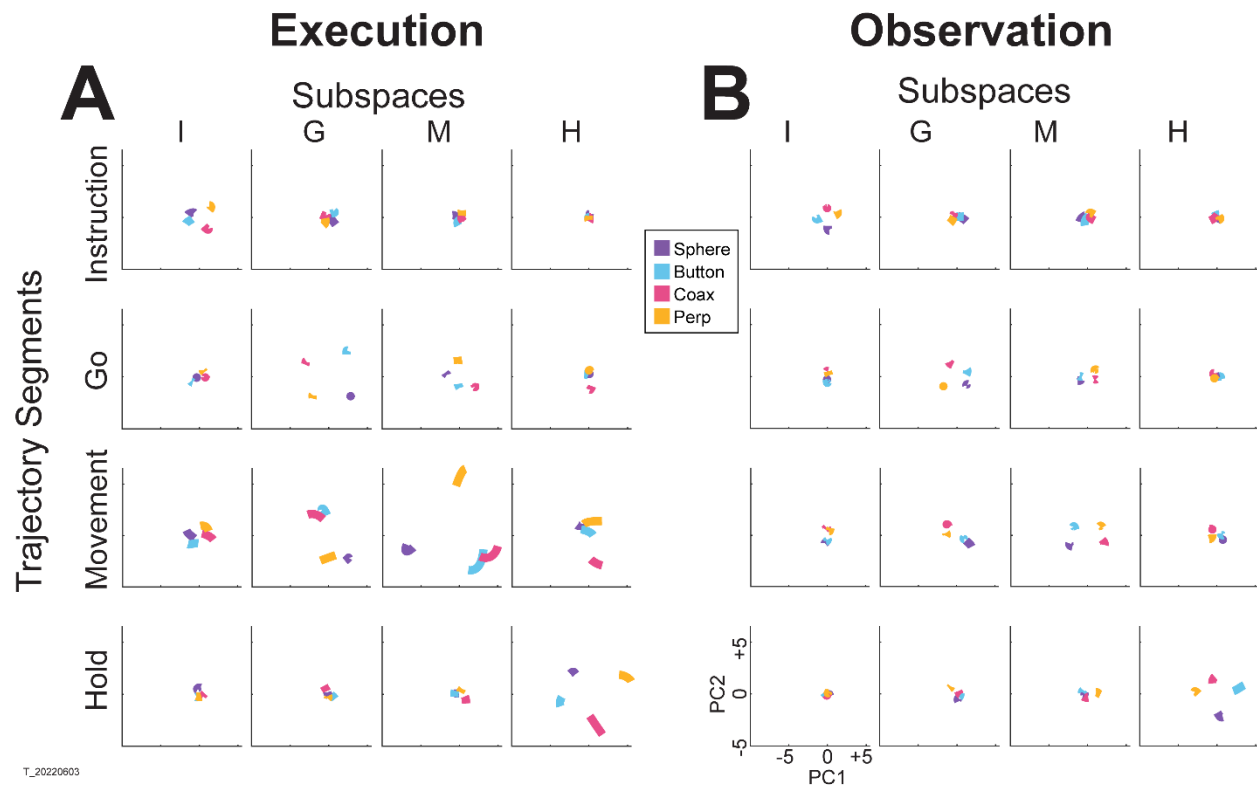 Execution
Observation
A
B
Subspaces
Subspaces
I G M H
I G M H
Trajectory Segments
Instruction
Go
Movement
Hold
Sphere
Button
Coax
Perp
+5
0
-5
PC2
-5 0 +5
PC1
T_20220603